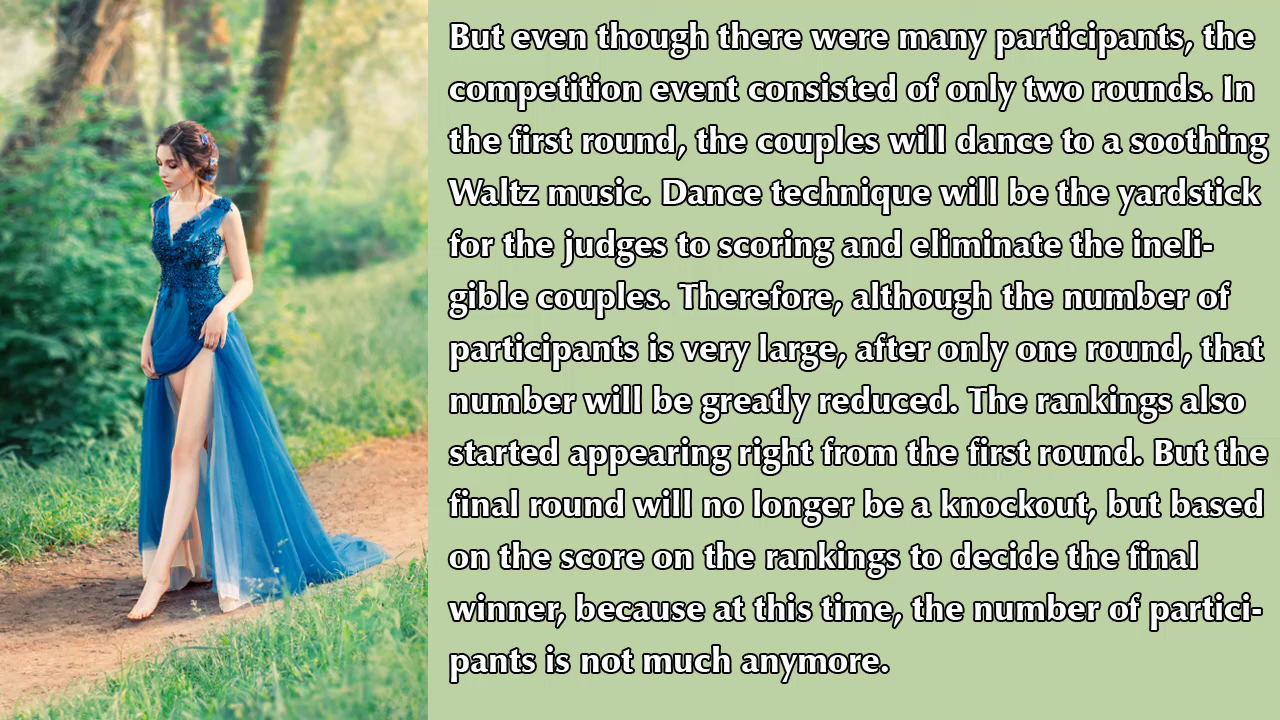 But even though there were many participants, the
competition event consisted of only two rounds. In
the first round, the couples will dance to a soothing
Waltz music. Dance technique will be the yardstick
for the judges to scoring and eliminate the ineli-
gible couples. Therefore, although the number of
participants is very large, after only one round, that
number will be greatly reduced. The rankings also
started appearing right from the first round. But the
final round will no longer be a knockout, but based
on the score on the rankings to decide the final
winner, because at this time, the number of partici-
pants is not much anymore.